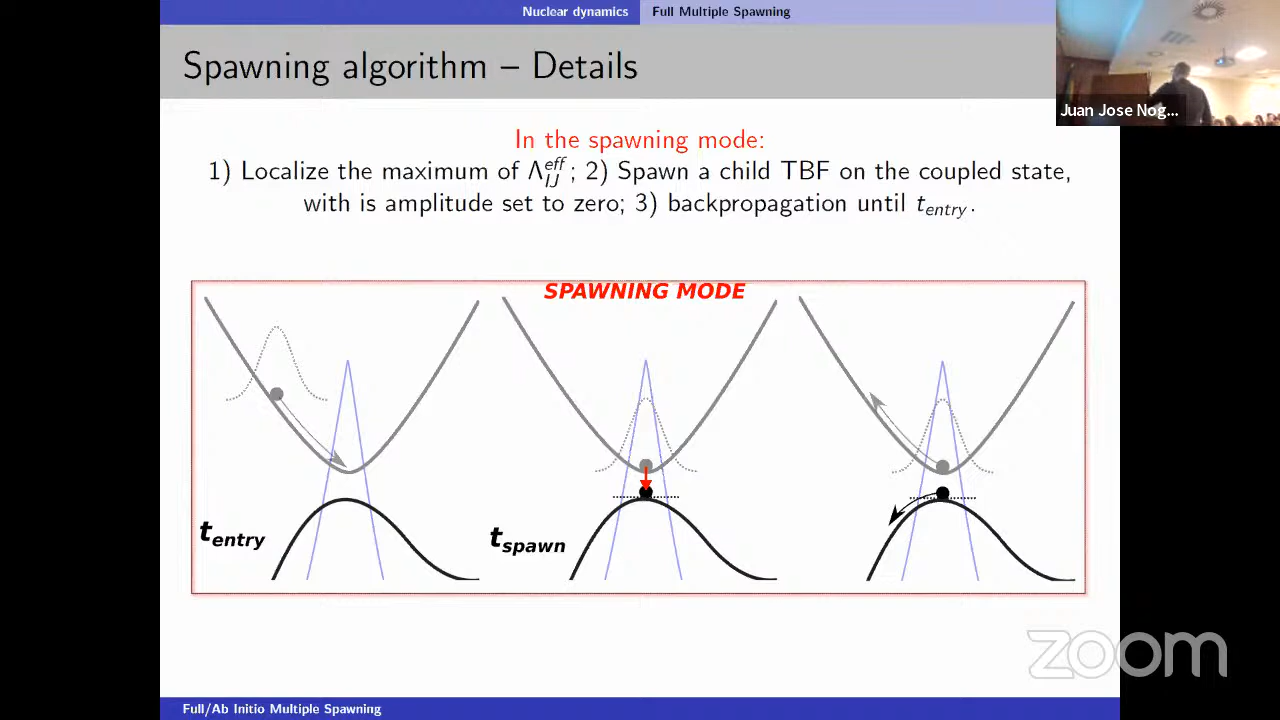 Nuclear dynamics Full Multiple Spawning
Spawning algorithm – Details
Juan Jose Nog...
In the spawning mode:
1) Localize the maximum of Λ_IJ^eff; 2) Spawn a child TBF on the coupled state,
with is amplitude set to zero; 3) backpropagation until t_entry.
SPAWNING MODE
t_entry
t_spawn
zoom
Full/Ab Initio Multiple Spawning